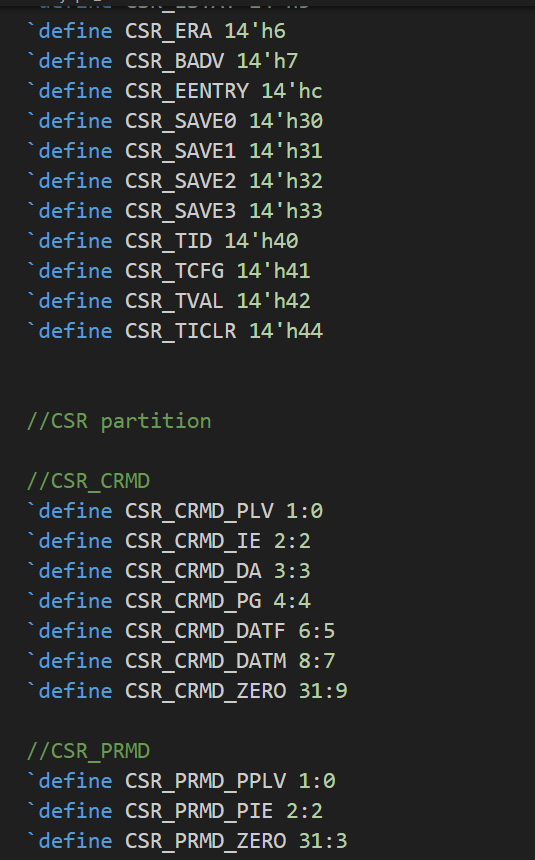 `define CSR_ERA 14'h6
`define CSR_BADV 14'h7
`define CSR_EENTRY 14'hc
`define CSR_SAVE0 14'h30
`define CSR_SAVE1 14'h31
`define CSR_SAVE2 14'h32
`define CSR_SAVE3 14'h33
`define CSR_TID 14'h40
`define CSR_TCFG 14'h41
`define CSR_TVAL 14'h42
`define CSR_TICLR 14'h44
//CSR partition
//CSR_CRMD
`define CSR_CRMD_PLV 1:0
`define CSR_CRMD_IE 2:2
`define CSR_CRMD_DA 3:3
`define CSR_CRMD_PG 4:4
`define CSR_CRMD_DATF 6:5
`define CSR_CRMD_DATM 8:7
`define CSR_CRMD_ZERO 31:9
//CSR_PRMD
`define CSR_PRMD_PPLV 1:0
`define CSR_PRMD_PIE 2:2
`define CSR_PRMD_ZERO 31:3